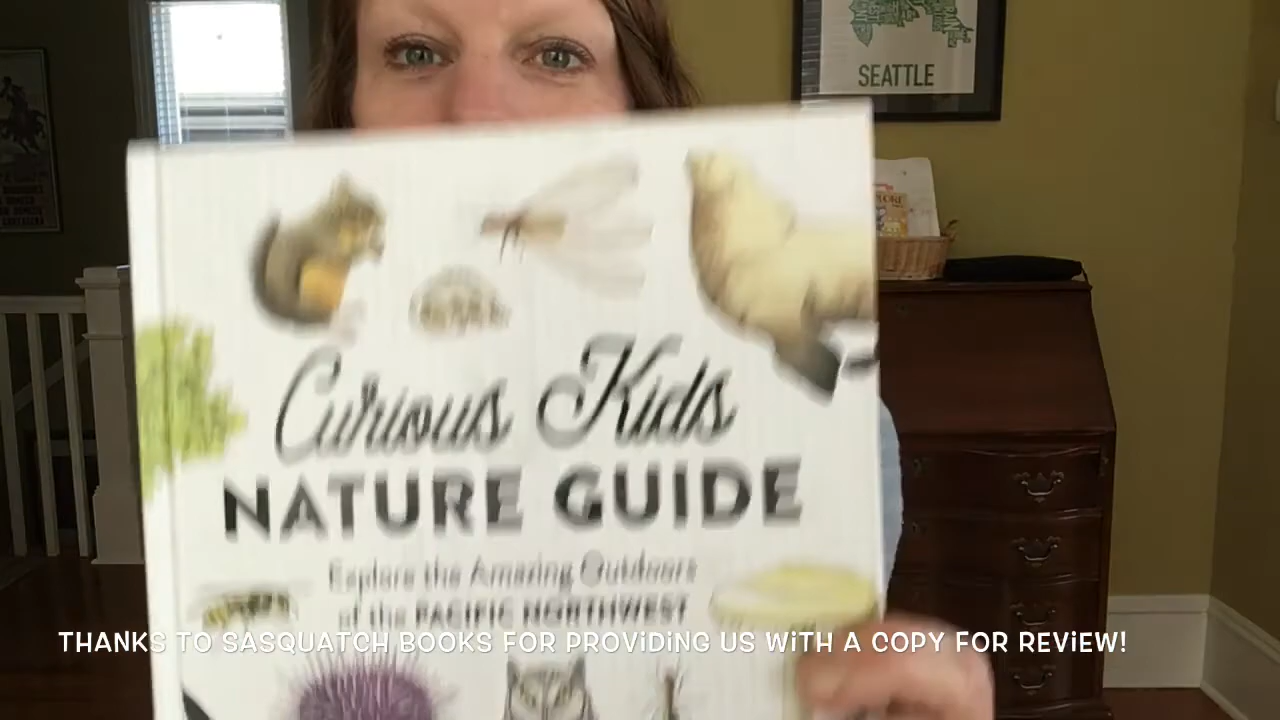 SEATTLE
Curious Kids
NATURE GUIDE
Explore the Amazing Outdoors
of the PACIFIC NORTHWEST
THANKS TO SASQUATCH BOOKS FOR PROVIDING US WITH A COPY FOR REVIEW!